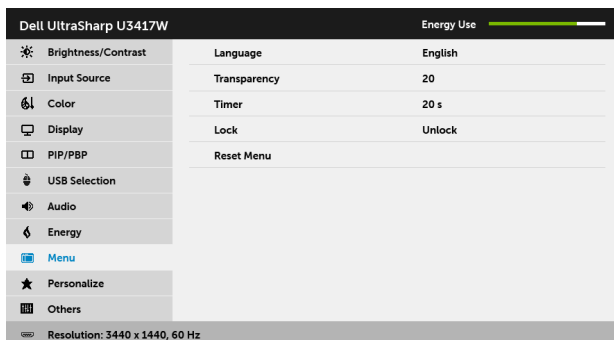 Dell UltraSharp U3417W Energy Use
Brightness/Contrast Language English
Input Source Transparency 20
Color Timer 20 s
Display Lock Unlock
PIP/PBP Reset Menu
USB Selection
Audio
Energy
Menu
Personalize
Others
Resolution: 3440 x 1440, 60 Hz